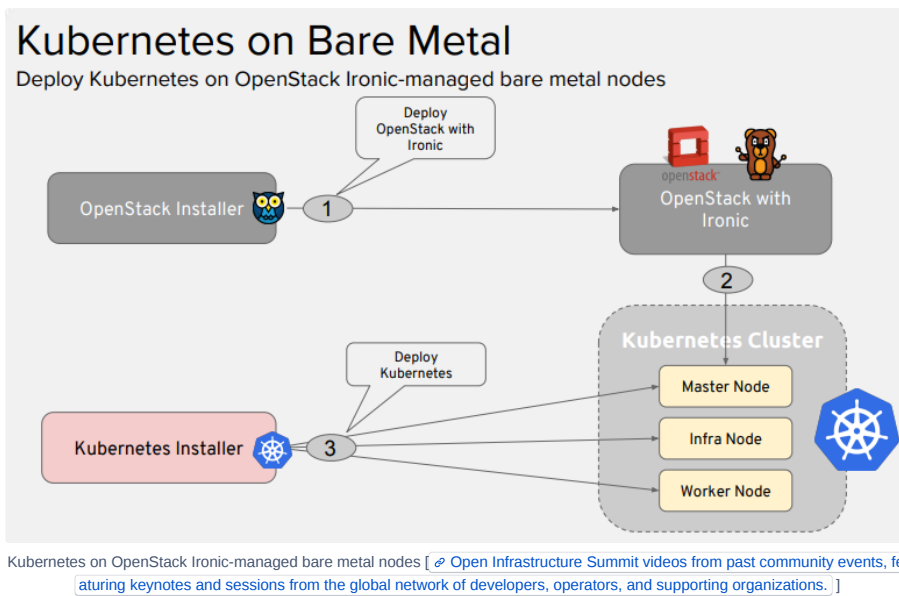 Kubernetes on Bare Metal
Deploy Kubernetes on OpenStack Ironic-managed bare metal nodes
Deploy
OpenStack with
Ironic
OpenStack Installer
1
openstack
OpenStack with
Ironic
2
Kubernetes Cluster
Deploy
Kubernetes
Master Node
Kubernetes Installer
3
Infra Node
Worker Node
Kubernetes on OpenStack Ironic-managed bare metal nodes [ Open Infrastructure Summit videos from past community events, fe
aturing keynotes and sessions from the global network of developers, operators, and supporting organizations. ]